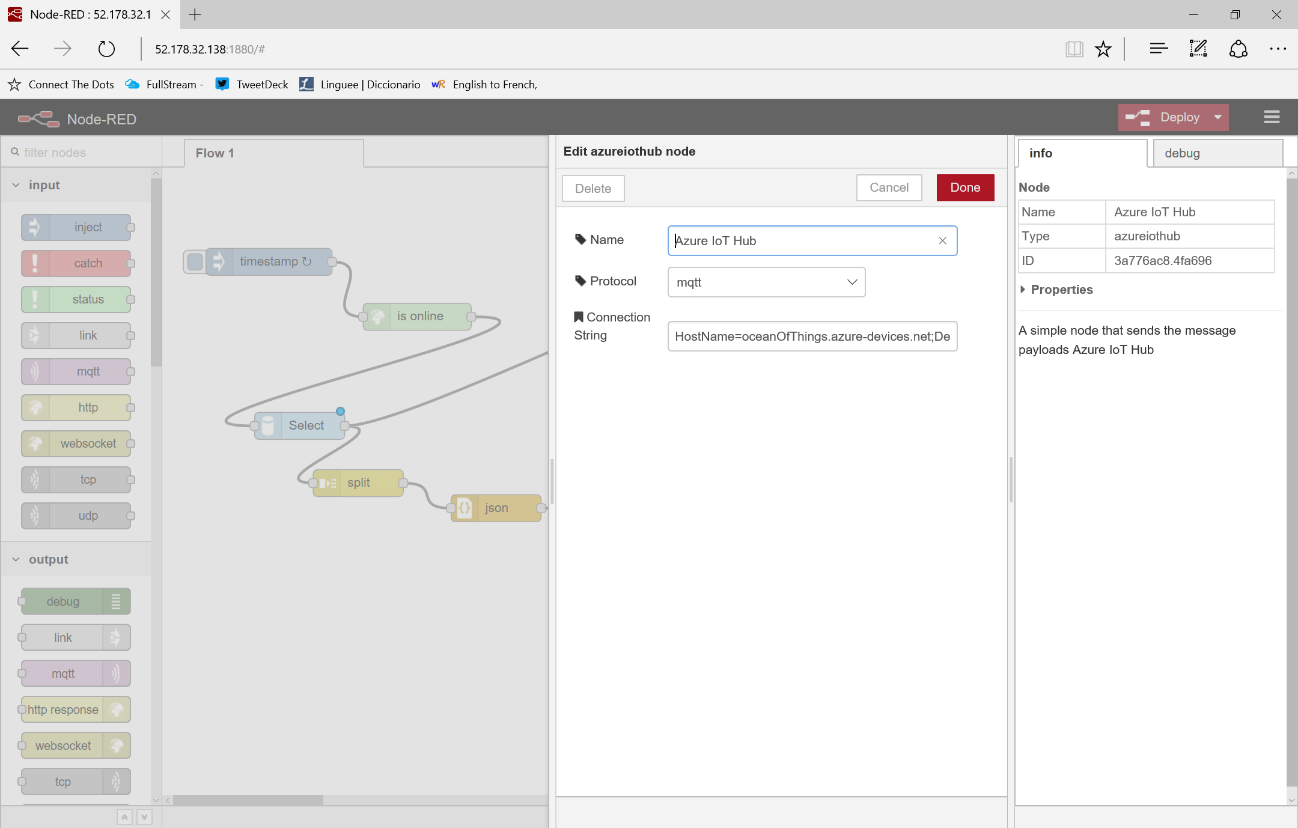 Node-RED : 52.178.32.1
52.178.32.138:1880/#
Connect The Dots
FullStream -
TweetDeck
Linguee | Diccionario
wR
English to French,
Node-RED
Deploy
filter nodes
input
inject
catch
status
link
mqtt
http
websocket
tcp
udp
output
debug
link
mqtt
http response
websocket
tcp
Flow 1
timestamp ↻
is online
Select
split
json
Edit azureiothub node
Delete
Cancel
Done
Name
Azure IoT Hub
Protocol
mqtt
Connection
String
HostName=oceanOfThings.azure-devices.net;De
info
debug
Node
Name
Azure IoT Hub
Type
azureiothub
ID
3a776ac8.4fa696
Properties
A simple node that sends the message
payloads Azure IoT Hub